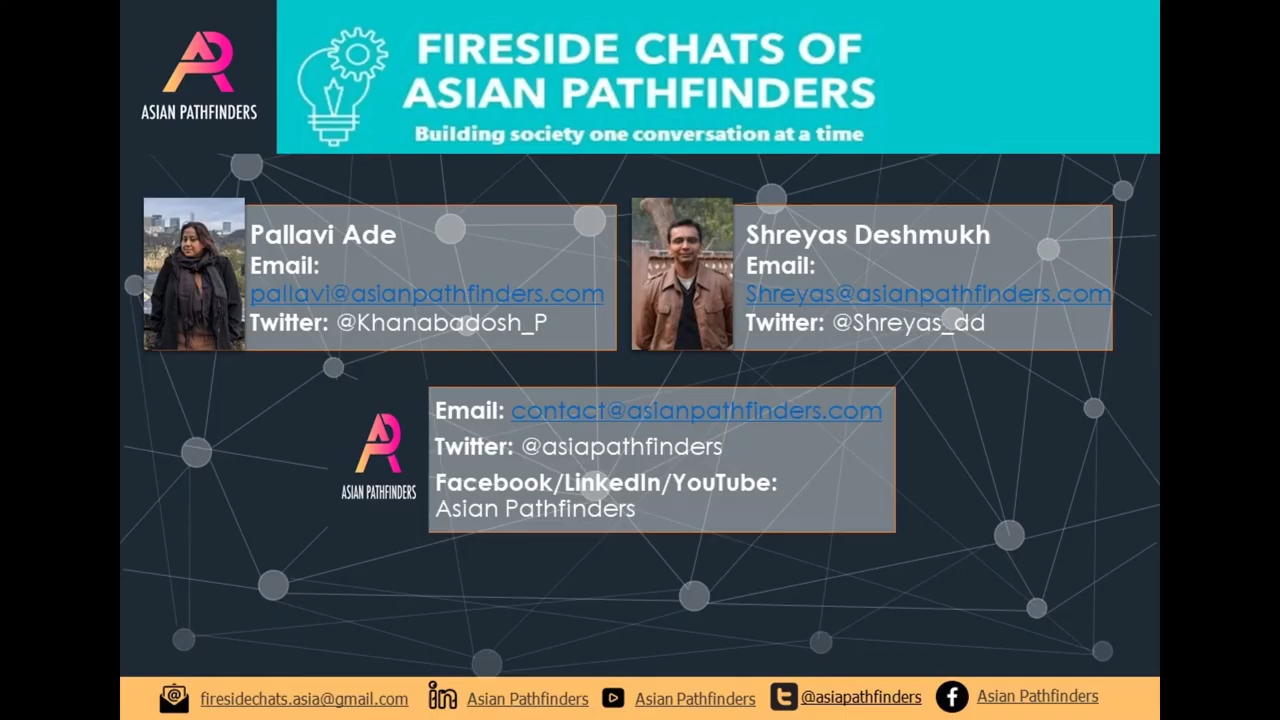 ASIAN PATHFINDERS
FIRESIDE CHATS OF
ASIAN PATHFINDERS
Building society one conversation at a time
Pallavi Ade
Email:
pallavi@asianpathfinders.com
Twitter: @Khanabadosh_P
Shreyas Deshmukh
Email:
Shreyas@asianpathfinders.com
Twitter: @Shreyas_dd
ASIAN PATHFINDERS
Email: contact@asianpathfinders.com
Twitter: @asiapathfinders
Facebook/LinkedIn/YouTube:
Asian Pathfinders
firesidechats.asia@gmail.com Asian Pathfinders Asian Pathfinders @asiapathfinders Asian Pathfinders